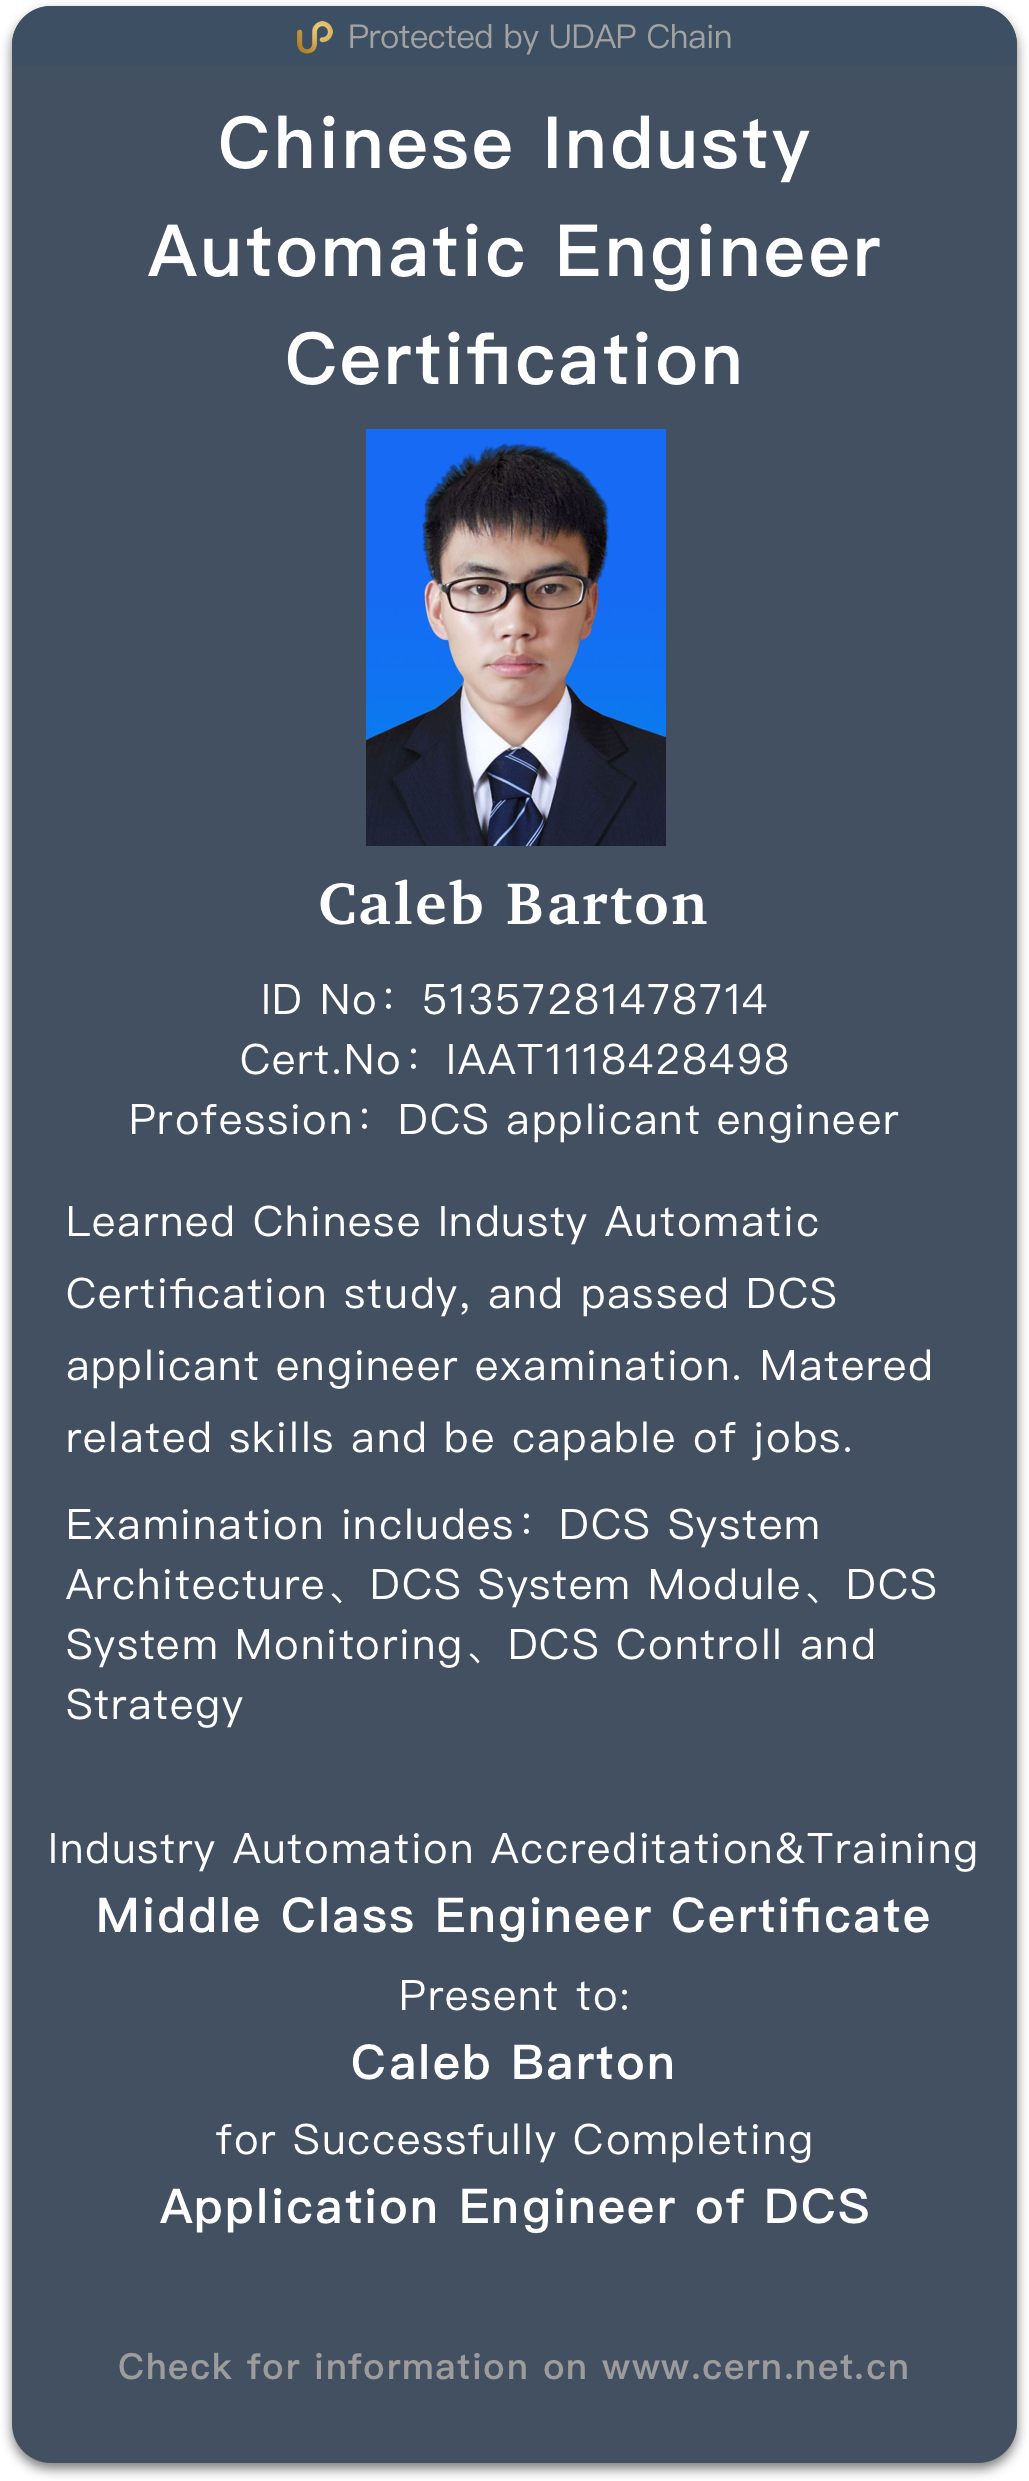 Protected by UDAP Chain
Chinese Industy
Automatic Engineer
Certification
Caleb Barton
ID No：51357281478714
Cert.No：IAAT1118428498
Profession：DCS applicant engineer
Learned Chinese Industy Automatic
Certification study, and passed DCS
applicant engineer examination. Matered
related skills and be capable of jobs.
Examination includes：DCS System
Architecture、DCS System Module、DCS
System Monitoring、DCS Controll and
Strategy
Industry Automation Accreditation&Training
Middle Class Engineer Certificate
Present to:
Caleb Barton
for Successfully Completing
Application Engineer of DCS
Check for information on www.cern.net.cn